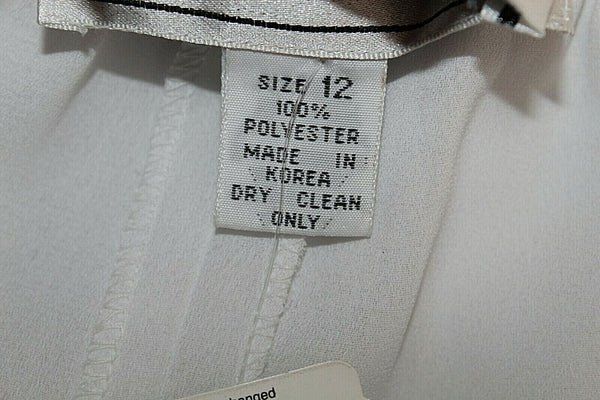 SIZE 12
100%
POLYESTER
MADE IN
KOREA
DRY CLEAN
ONLY